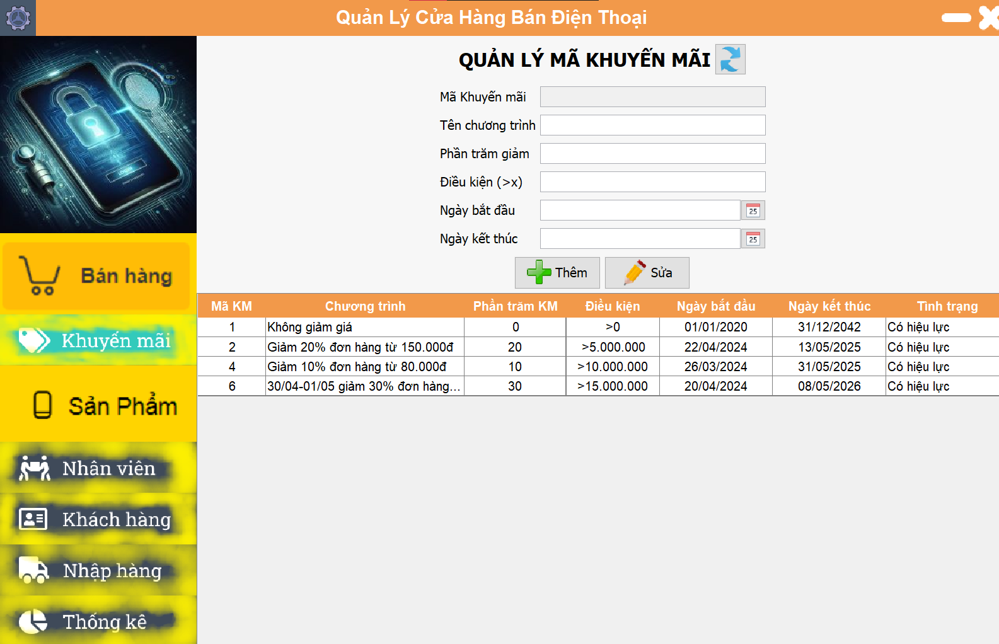 Quản Lý Cửa Hàng Bán Điện Thoại
QUẢN LÝ MÃ KHUYẾN MÃI
Mã Khuyến mãi
Tên chương trình
Phần trăm giảm
Điều kiện (>x)
Ngày bắt đầu
25
Ngày kết thúc
25
Thêm
Sửa
Bán hàng
Khuyến mãi
Sản Phẩm
Nhân viên
Khách hàng
Nhập hàng
Thống kê
Mã KM Chương trình Phần trăm KM Điều kiện Ngày bắt đầu Ngày kết thúc Tình trạng
1 Không giảm giá 0 >0 01/01/2020 31/12/2042 Có hiệu lực
2 Giảm 20% đơn hàng từ 150.000đ 20 >5.000.000 22/04/2024 13/05/2025 Có hiệu lực
4 Giảm 10% đơn hàng từ 80.000đ 10 >10.000.000 26/03/2024 31/05/2025 Có hiệu lực
6 30/04-01/05 giảm 30% đơn hàng... 30 >15.000.000 20/04/2024 08/05/2026 Có hiệu lực